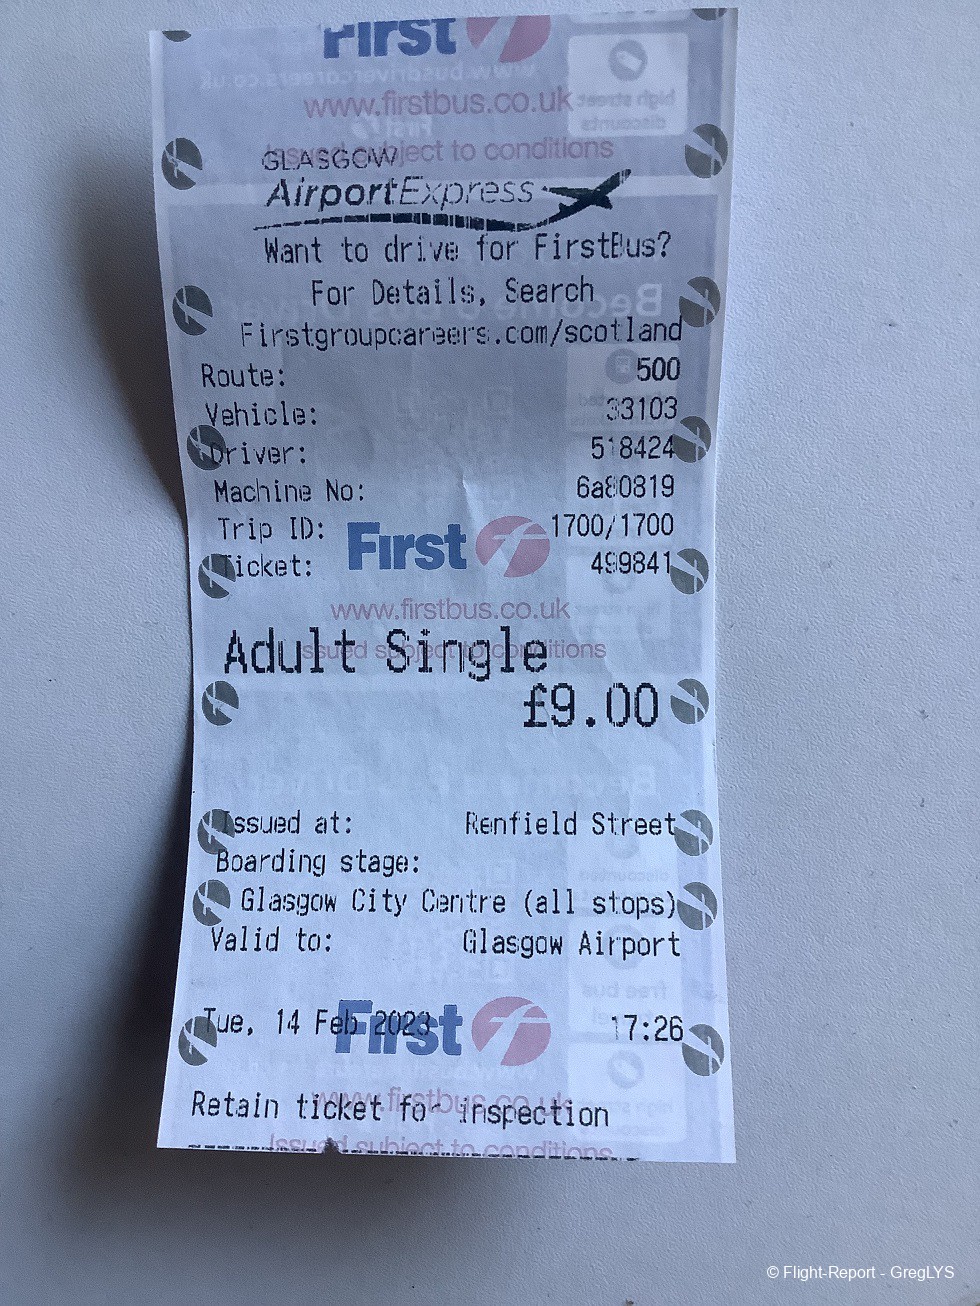 First
www.firstbus.co.uk
Issued subject to conditions
GLASGOW
AirportExpress
Want to drive for FirstBus?
For Details, Search
Firstgroupcareers.com/scotland
Route: 500
Vehicle: 33103
Driver: 518424
Machine No: 6a80819
Trip ID: 1700/1700
First
Ticket: 499841
www.firstbus.co.uk
Issued subject to conditions
Adult Single
£9.00
Issued at: Renfield Street
Boarding stage:
Glasgow City Centre (all stops)
Valid to: Glasgow Airport
Tue, 14 Feb 2023 17:26
First
www.firstbus.co.uk
Retain ticket for inspection
Issued subject to conditions
© Flight-Report - GregLYS